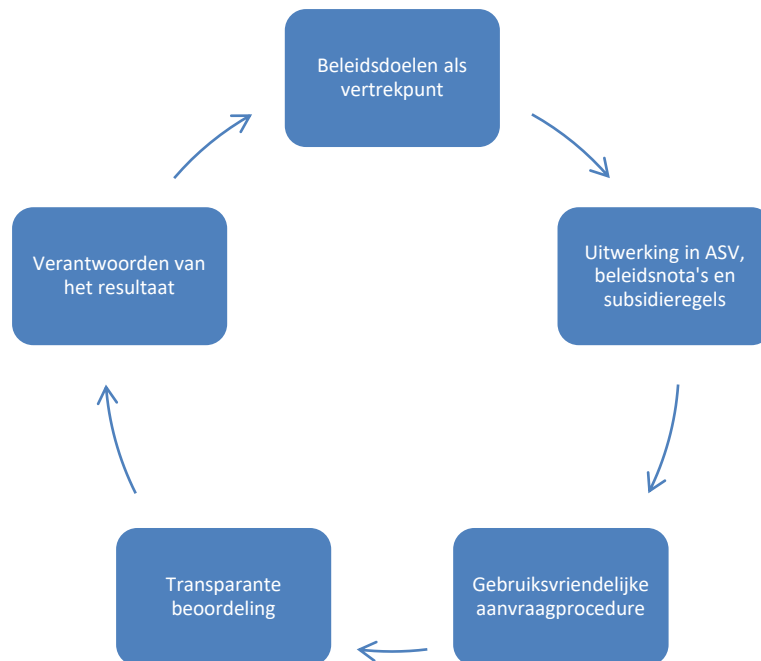 Beleidsdoelen als
vertrekpunt
Uitwerking in ASV,
beleidsnota's en
subsidieregels
Gebruiksvriendelijke
aanvraagprocedure
Transparante
beoordeling
Verantwoorden van
het resultaat